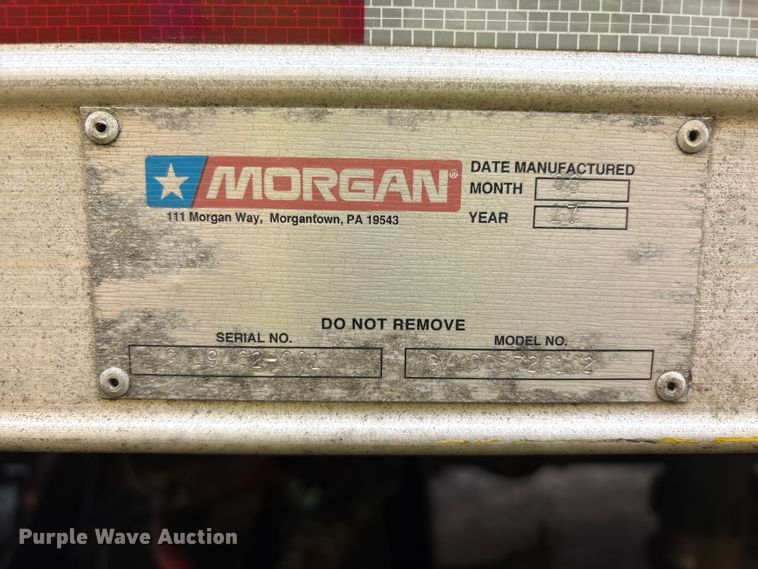 MORGAN®
111 Morgan Way, Morgantown, PA 19543
DATE MANUFACTURED
MONTH
YEAR
DO NOT REMOVE
SERIAL NO.
MODEL NO.
Purple Wave Auction